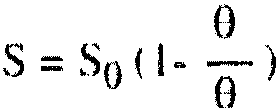 S = S₀ (1 - θ/θ)